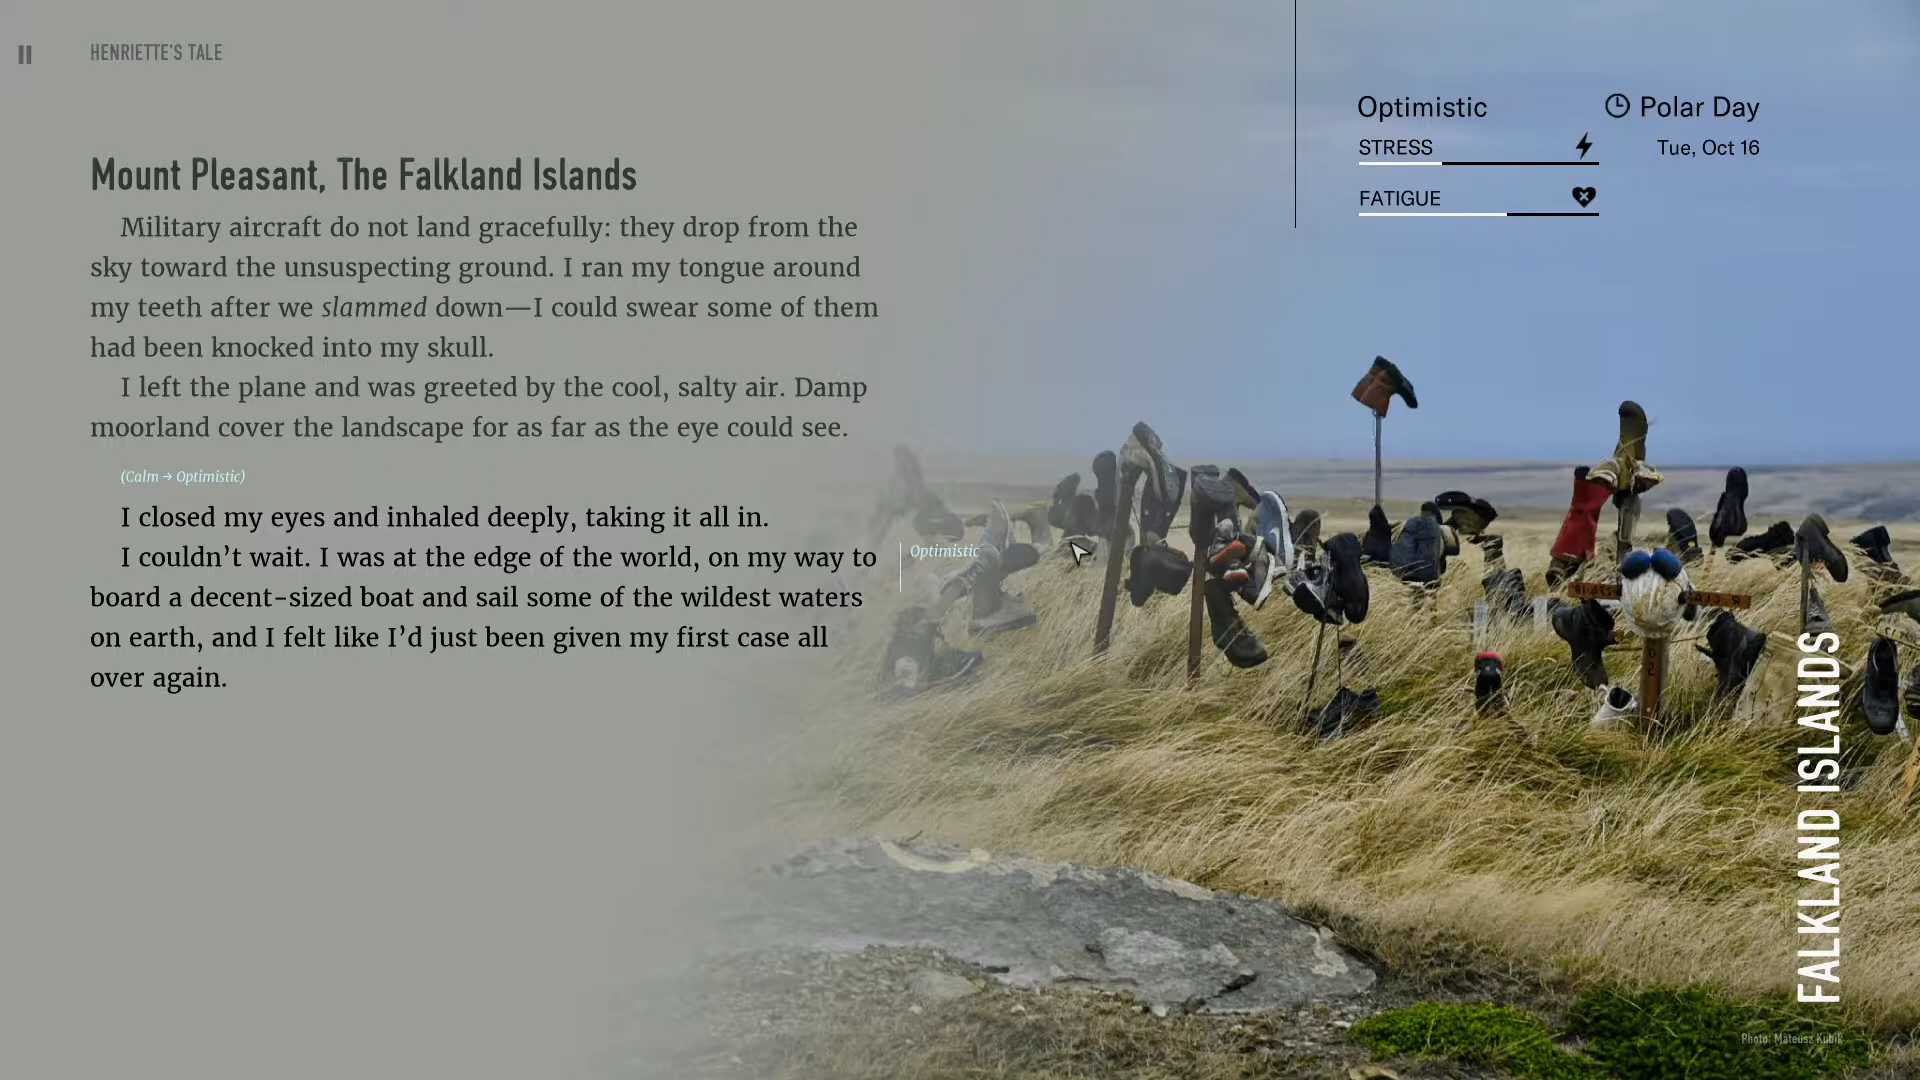 HENRIETTE'S TALE
Optimistic
Polar Day
STRESS
Tue, Oct 16
FATIGUE
Mount Pleasant, The Falkland Islands
Military aircraft do not land gracefully: they drop from the
sky toward the unsuspecting ground. I ran my tongue around
my teeth after we slammed down—I could swear some of them
had been knocked into my skull.
I left the plane and was greeted by the cool, salty air. Damp
moorland cover the landscape for as far as the eye could see.
(Calm → Optimistic)
I closed my eyes and inhaled deeply, taking it all in.
I couldn’t wait. I was at the edge of the world, on my way to
Optimistic
board a decent-sized boat and sail some of the wildest waters
on earth, and I felt like I’d just been given my first case all
over again.
FALKLAND ISLANDS
Photo: Mateusz Kubik